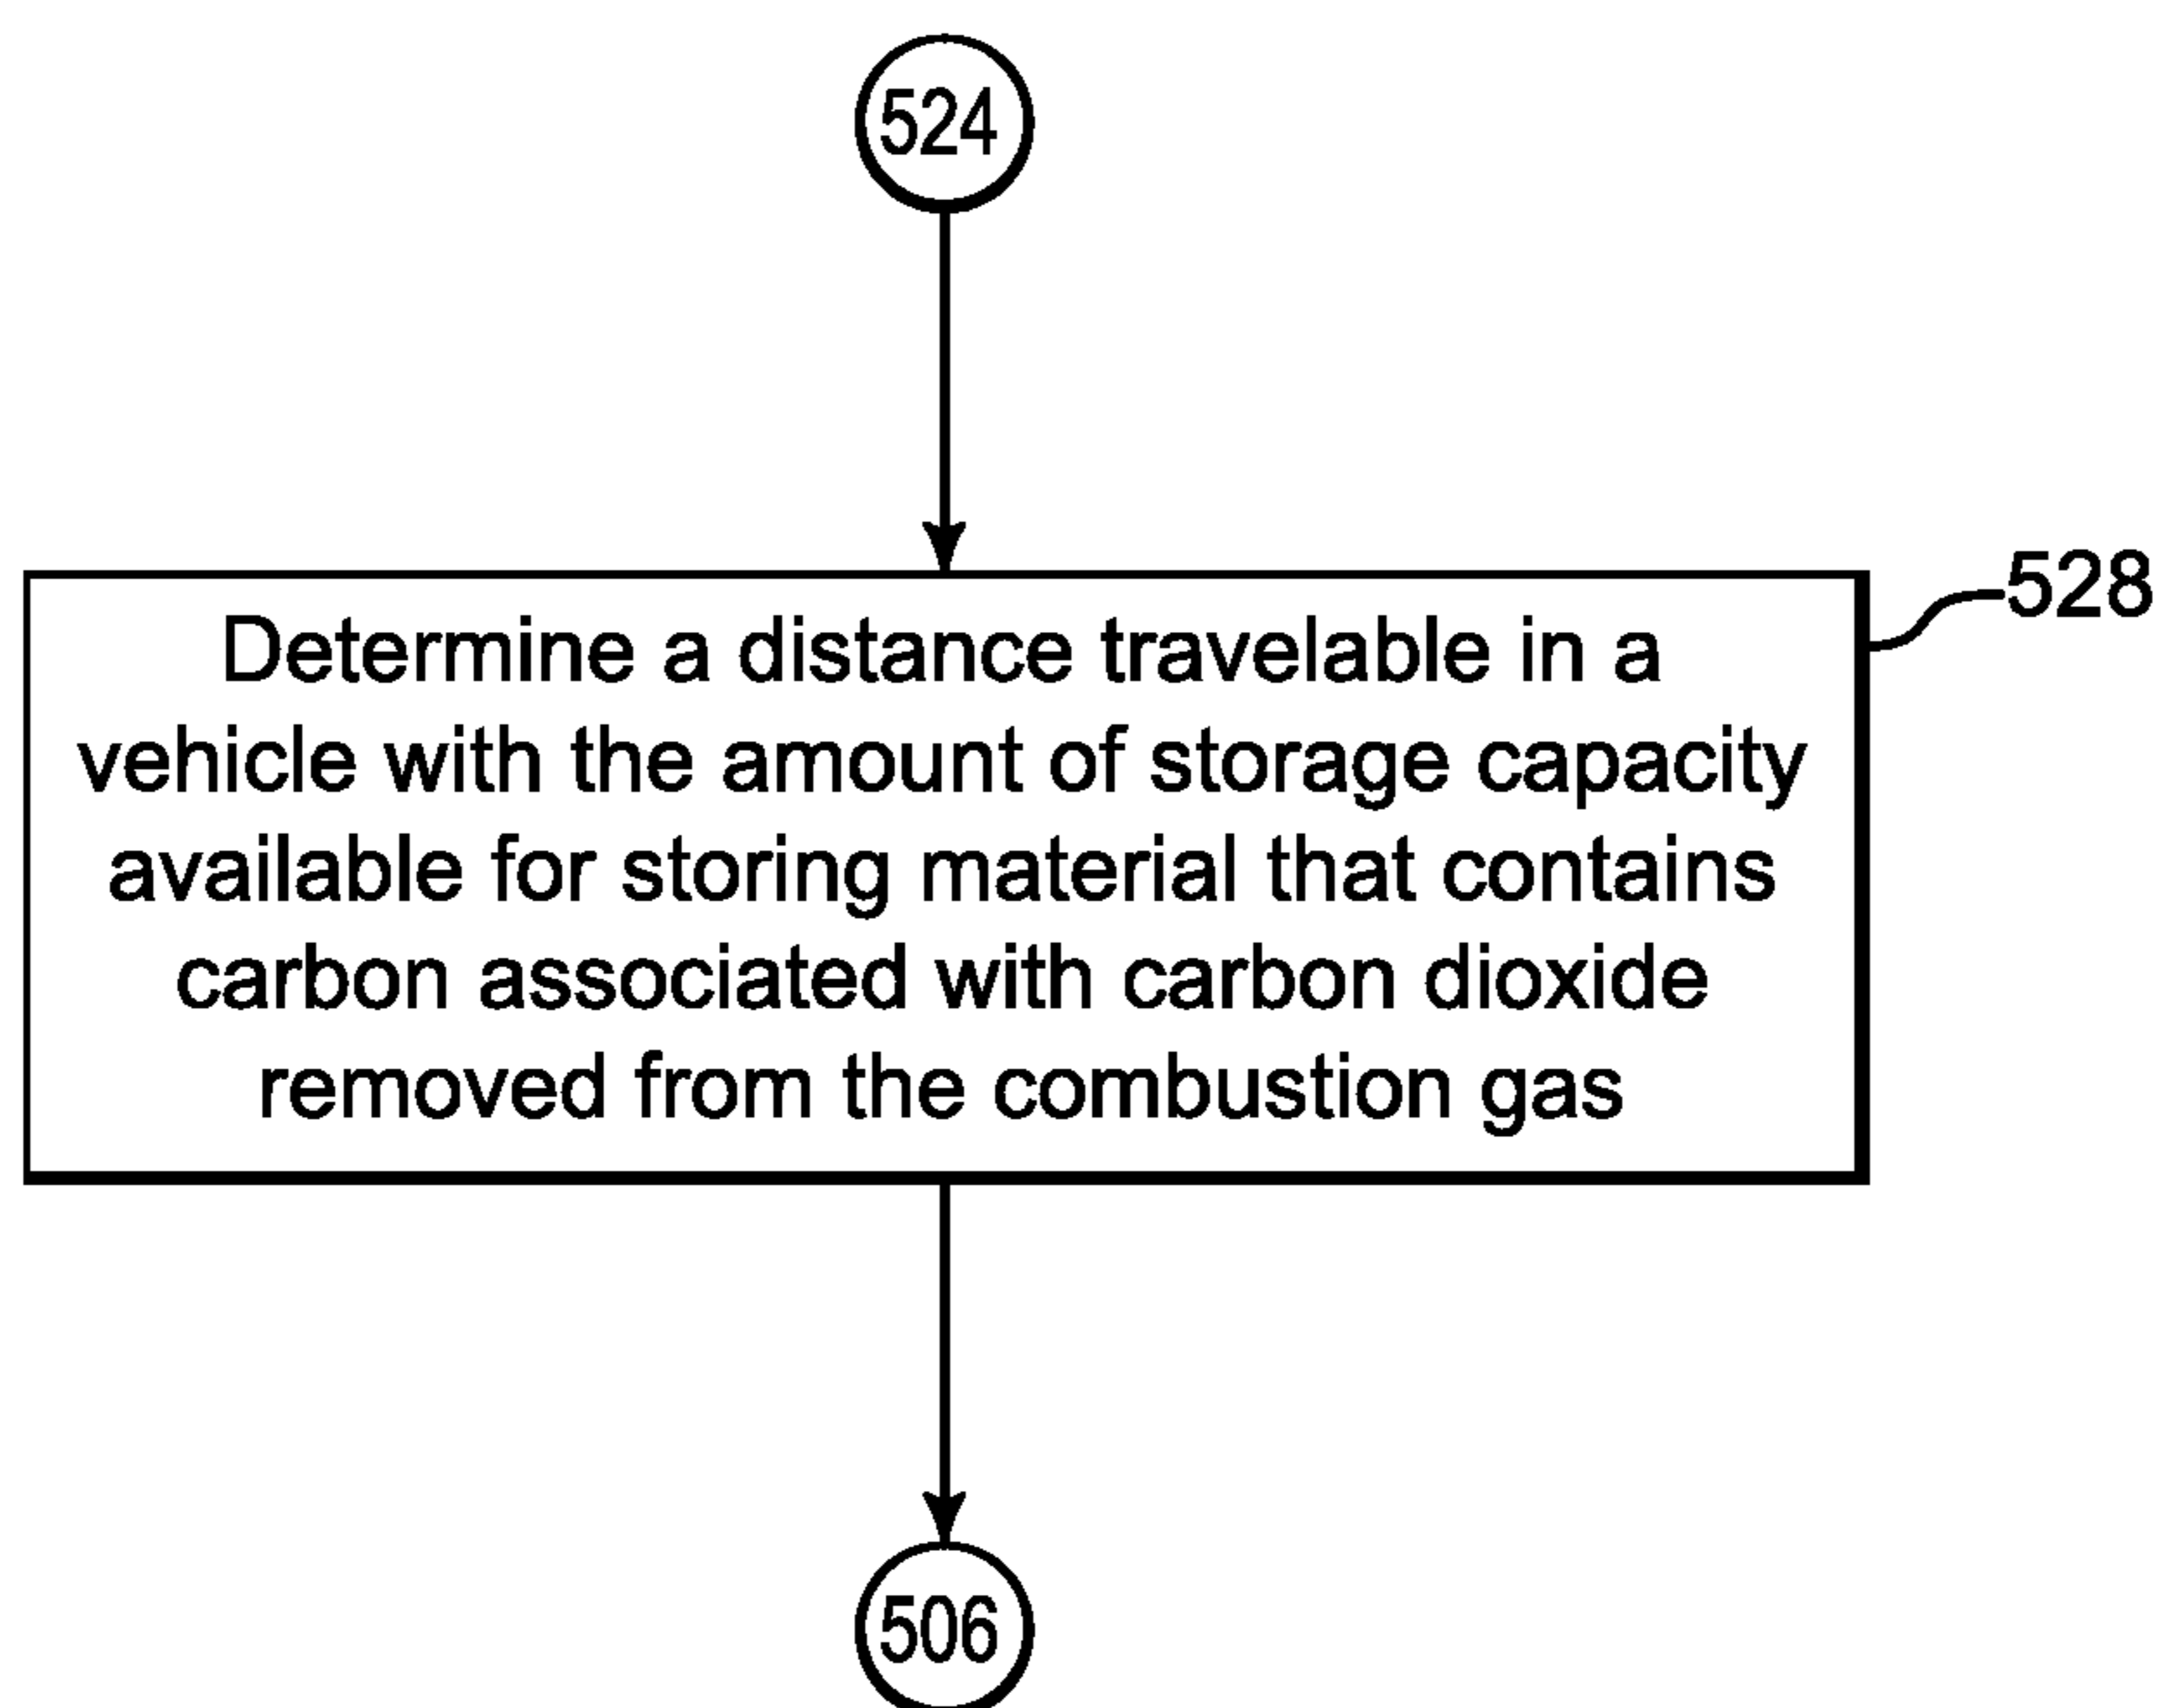 524
528
Determine a distance travelable in a
vehicle with the amount of storage capacity
available for storing material that contains
carbon associated with carbon dioxide
removed from the combustion gas
506